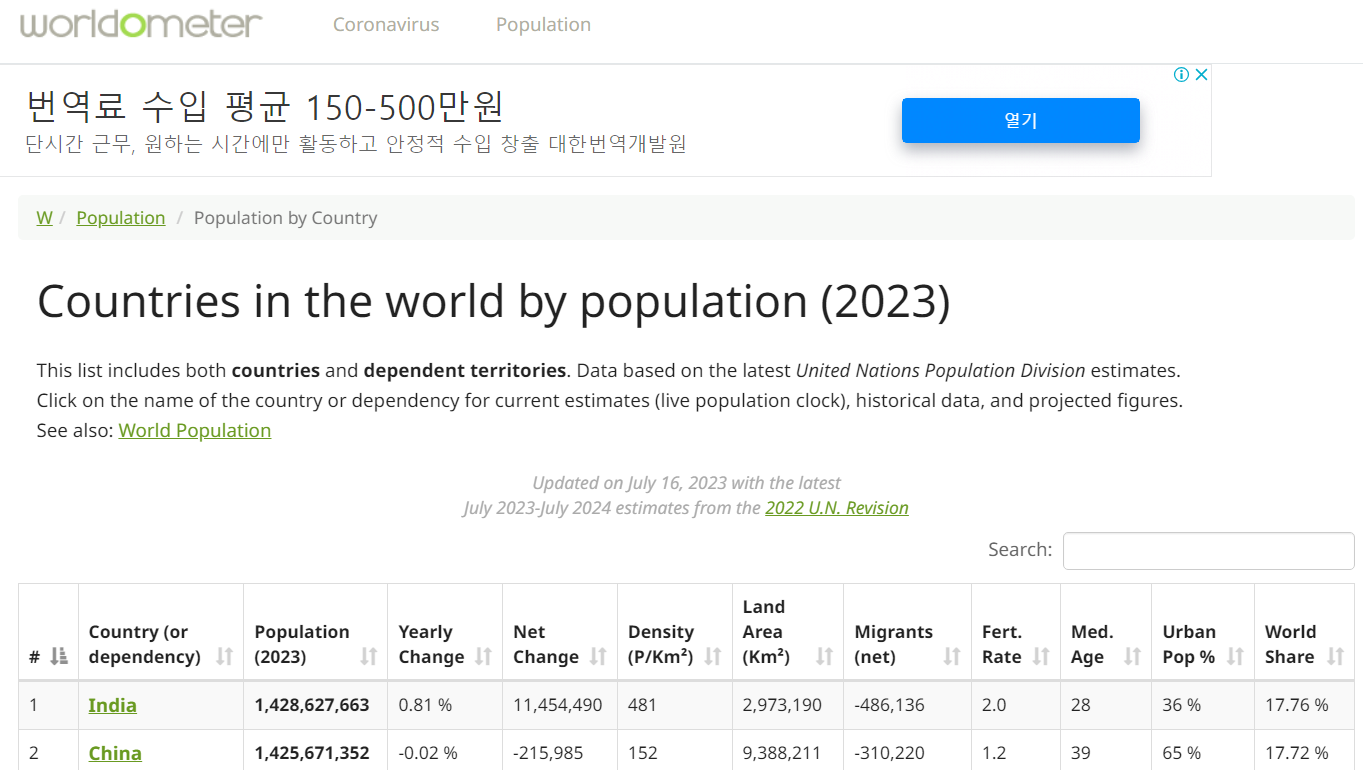 worldometer Coronavirus Population
번역료 수입 평균 150-500만원
단시간 근무, 원하는 시간에만 활동하고 안정적 수입 창출 대한번역개발원
열기
W / Population / Population by Country
Countries in the world by population (2023)
This list includes both countries and dependent territories. Data based on the latest United Nations Population Division estimates.
Click on the name of the country or dependency for current estimates (live population clock), historical data, and projected figures.
See also: World Population
Updated on July 16, 2023 with the latest
July 2023-July 2024 estimates from the 2022 U.N. Revision
Search:
# Country (or dependency) Population (2023) Yearly Change Net Change Density (P/Km²) Land Area (Km²) Migrants (net) Fert. Rate Med. Age Urban Pop % World Share
1 India 1,428,627,663 0.81 % 11,454,490 481 2,973,190 -486,136 2.0 28 36 % 17.76 %
2 China 1,425,671,352 -0.02 % -215,985 152 9,388,211 -310,220 1.2 39 65 % 17.72 %